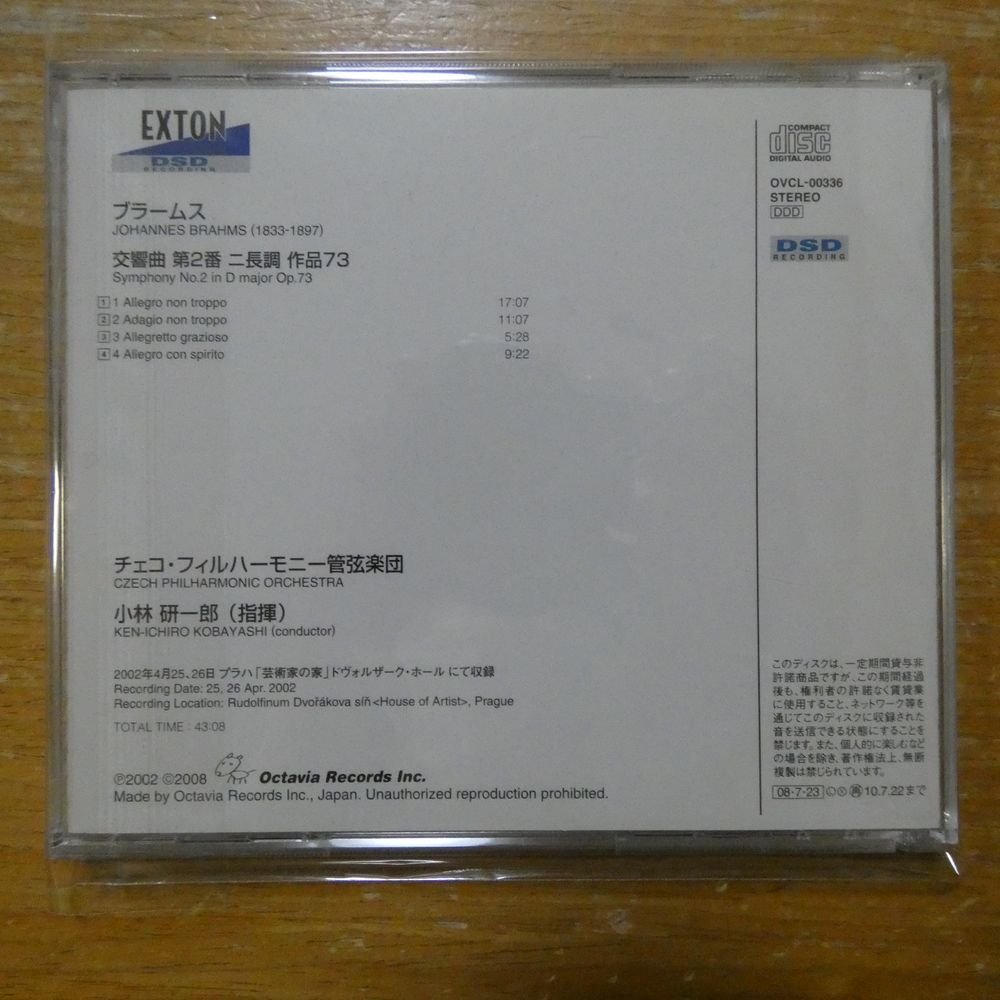 EXTON
DSD
RECORDING
ブラームス
JOHANNES BRAHMS (1833-1897)
交響曲 第2番 ニ長調 作品73
Symphony No.2 in D major Op.73
1 1 Allegro non troppo 17:07
2 2 Adagio non troppo 11:07
3 3 Allegretto grazioso 5:28
4 4 Allegro con spirito 9:22
チェコ・フィルハーモニー管弦楽団
CZECH PHILHARMONIC ORCHESTRA
小林 研一郎（指揮）
KEN-ICHIRO KOBAYASHI (conductor)
2002年4月25、26日 プラハ「芸術家の家」ドヴォルザーク・ホール にて収録
Recording Date: 25, 26 Apr. 2002
Recording Location: Rudolfinum Dvořákova síň <House of Artist>, Prague
TOTAL TIME : 43:08
℗2002 ©2008 Octavia Records Inc.
Made by Octavia Records Inc., Japan. Unauthorized reproduction prohibited.
COMPACT
disc
DIGITAL AUDIO
OVCL-00336
STEREO
DDD
DSD
RECORDING
このディスクは、一定期間貸与非
許諾商品ですが、この期間経過
後も、権利者の許諾なく賃貸業
に使用すること、ネットワーク等を
通じてこのディスクに収録された
音を送信できる状態にすることを
禁じます。また、個人的に楽しむなど
の場合を除き、著作権法上、無断
複製は禁じられています。
08・7・23 Ⓛ Ⓨ 再 10.7.22まで